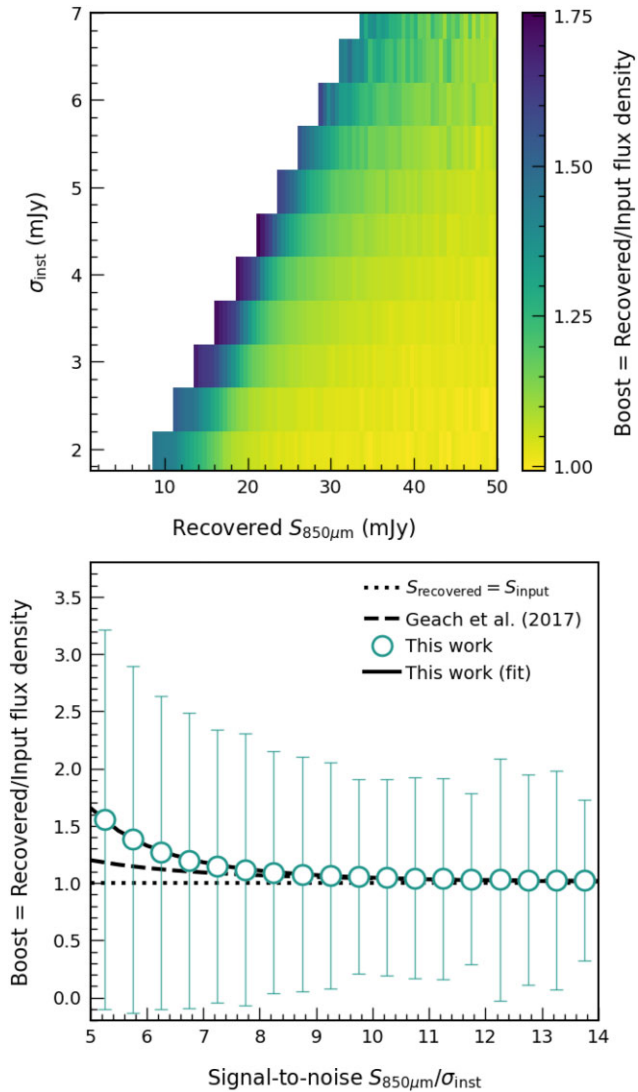 7
6
5
4
3
2
σinst (mJy)
10 20 30 40 50
Recovered S850μm (mJy)
1.75
1.50
1.25
1.00
Boost = Recovered/Input flux density
3.5
3.0
2.5
2.0
1.5
1.0
0.5
0.0
Boost = Recovered/Input flux density
Srecovered = Sinput
Geach et al. (2017)
This work
This work (fit)
5 6 7 8 9 10 11 12 13 14
Signal-to-noise S850μm/σinst